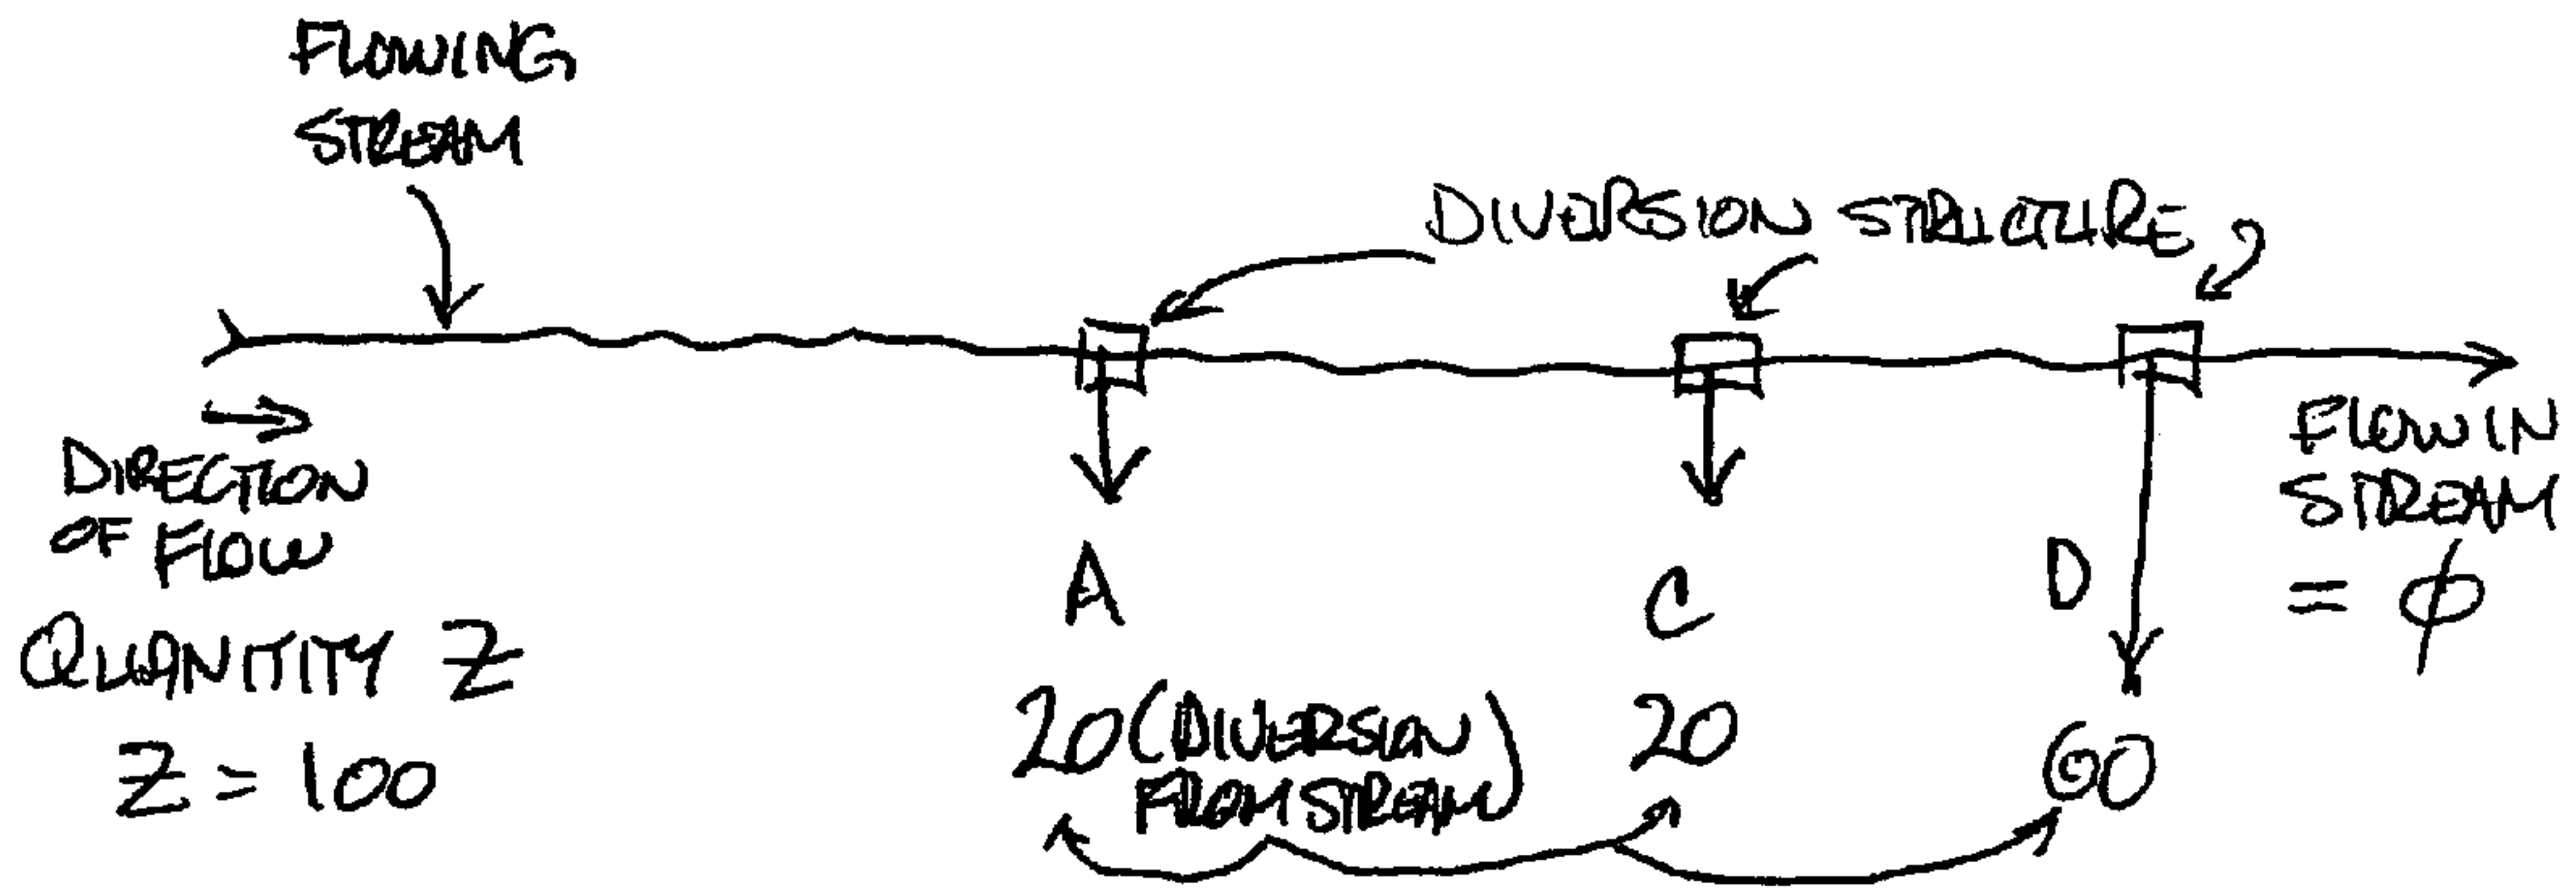 FLOWING
STREAM
DIVERSION STRUCTURE
DIRECTION
OF FLOW
QUANTITY Z
Z = 100
A
20 (DIVERSION
FROM STREAM)
C
20
D
60
FLOW IN
STREAM
= ϕ